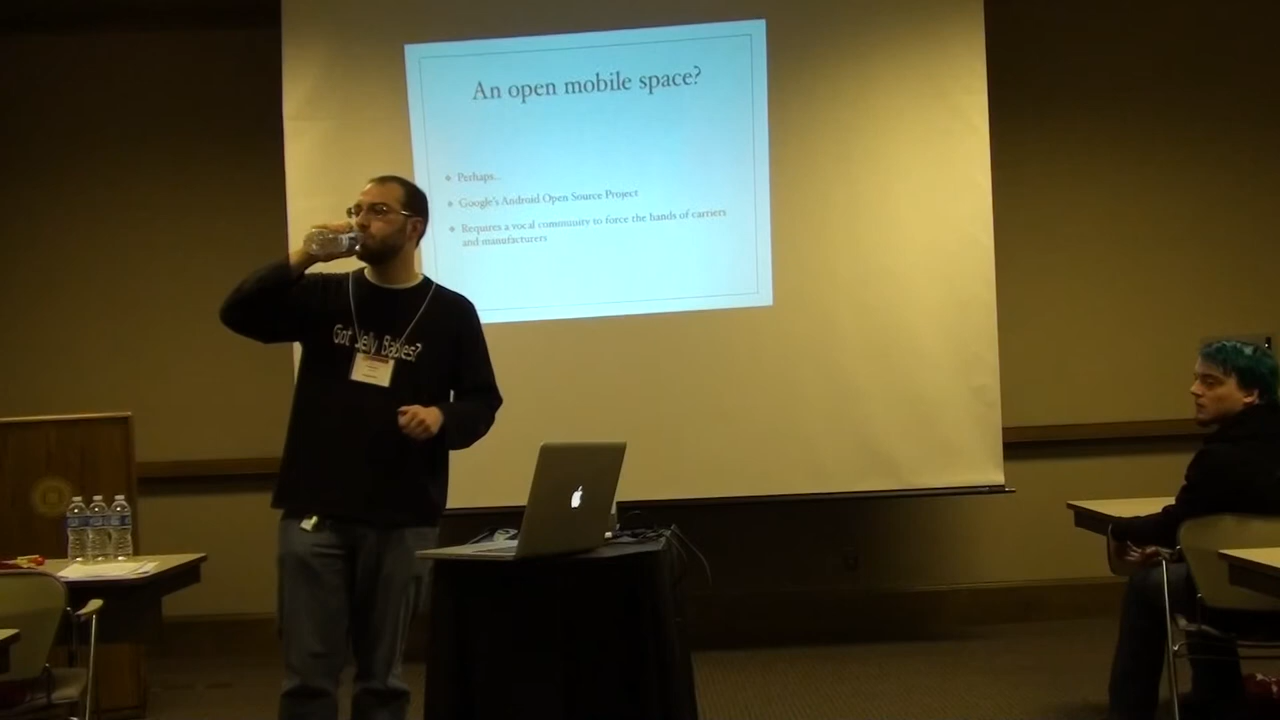 An open mobile space?
Perhaps...
Google's Android Open Source Project
Requires a vocal community to force the hands of carriers
and manufacturers
Got Jelly Babies?